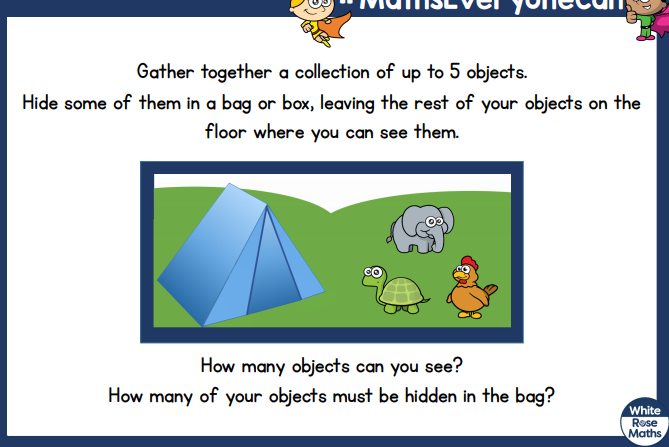 #MathsEveryoneCan
Gather together a collection of up to 5 objects.
Hide some of them in a bag or box, leaving the rest of your objects on the
floor where you can see them.
How many objects can you see?
How many of your objects must be hidden in the bag?
White
Rose
Maths